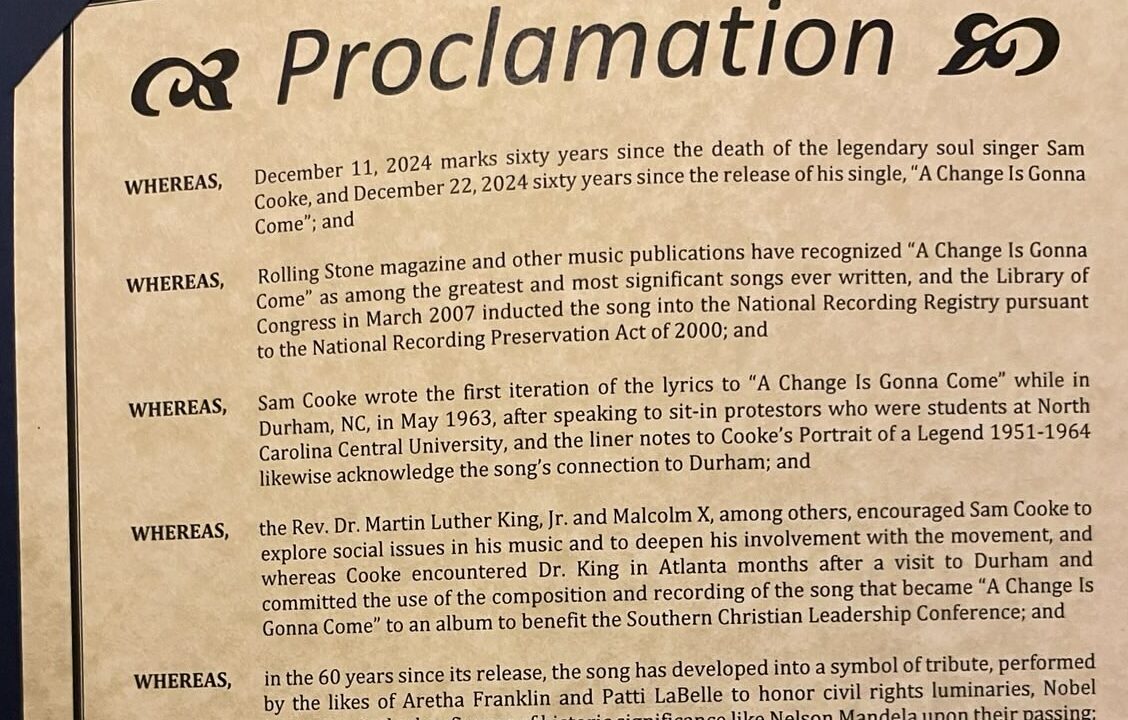 Proclamation
WHEREAS, December 11, 2024 marks sixty years since the death of the legendary soul singer Sam
Cooke, and December 22, 2024 sixty years since the release of his single, “A Change Is Gonna
Come”; and
WHEREAS, Rolling Stone magazine and other music publications have recognized “A Change Is Gonna
Come” as among the greatest and most significant songs ever written, and the Library of
Congress in March 2007 inducted the song into the National Recording Registry pursuant
to the National Recording Preservation Act of 2000; and
WHEREAS, Sam Cooke wrote the first iteration of the lyrics to “A Change Is Gonna Come” while in
Durham, NC, in May 1963, after speaking to sit-in protestors who were students at North
Carolina Central University, and the liner notes to Cooke’s Portrait of a Legend 1951-1964
likewise acknowledge the song’s connection to Durham; and
WHEREAS, the Rev. Dr. Martin Luther King, Jr. and Malcolm X, among others, encouraged Sam Cooke to
explore social issues in his music and to deepen his involvement with the movement, and
whereas Cooke encountered Dr. King in Atlanta months after a visit to Durham and
committed the use of the composition and recording of the song that became “A Change Is
Gonna Come” to an album to benefit the Southern Christian Leadership Conference; and
WHEREAS, in the 60 years since its release, the song has developed into a symbol of tribute, performed
by the likes of Aretha Franklin and Patti LaBelle to honor civil rights luminaries, Nobel
significance like Nelson Mandela upon their passing;